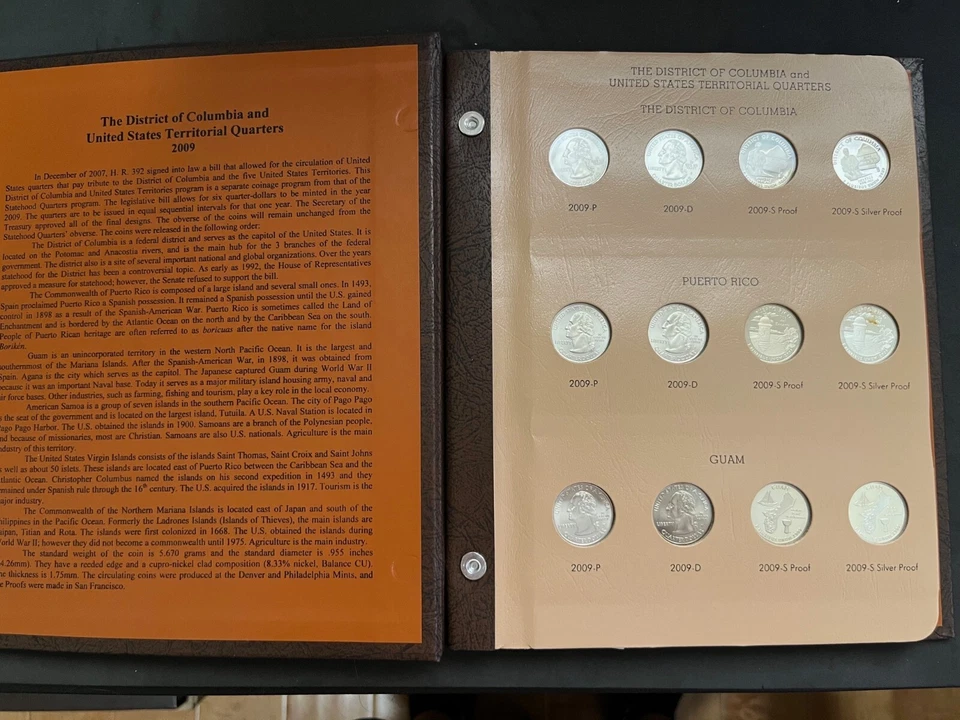 The District of Columbia and
United States Territorial Quarters
2009
In December of 2007, H. R. 392 signed into law a bill that allowed for the circulation of United
States quarters that pay tribute to the District of Columbia and the five United States Territories. This
District of Columbia and United States Territories program is a separate coinage program from that of the
Statehood Quarters program. The legislative bill allows for six quarter-dollars to be minted in the year
2009. The quarters are to be issued in equal sequential intervals for that one year. The Secretary of the
Treasury approved all of the final designs. The obverse of the coins will remain unchanged from the
Statehood Quarters' obverse. The coins were released in the following order:
The District of Columbia is a federal district and serves as the capitol of the United States. It is
located on the Potomac and Anacostia rivers, and is the main hub for the 3 branches of the federal
government. The district also is a site of several important national and global organizations. Over the years
statehood for the District has been a controversial topic. As early as 1992, the House of Representatives
approved a measure for statehood; however, the Senate refused to support the bill.
The Commonwealth of Puerto Rico is composed of a large island and several small ones. In 1493,
Spain proclaimed Puerto Rico a Spanish possession. It remained a Spanish possession until the U.S. gained
control in 1898 as a result of the Spanish-American War. Puerto Rico is sometimes called the Land of
Enchantment and is bordered by the Atlantic Ocean on the north and by the Caribbean Sea on the south.
People of Puerto Rican heritage are often referred to as boricuas after the native name for the island
Borikén.
Guam is an unincorporated territory in the western North Pacific Ocean. It is the largest and
southernmost of the Mariana Islands. After the Spanish-American War, in 1898, it was obtained from
Spain. Agana is the city which serves as the capitol. The Japanese captured Guam during World War II
because it was an important Naval base. Today it serves as a major military island housing army, naval and
air force bases. Other industries, such as farming, fishing and tourism, play a key role in the local economy.
American Samoa is a group of seven islands in the southern Pacific Ocean. The city of Pago Pago
is the seat of the government and is located on the largest island, Tutuila. A U.S. Naval Station is located in
Pago Pago Harbor. The U.S. obtained the islands in 1900. Samoans are a branch of the Polynesian people,
and because of missionaries, most are Christian. Samoans are also U.S. nationals. Agriculture is the main
industry of this territory.
The United States Virgin Islands consists of the islands Saint Thomas, Saint Croix and Saint Johns
as well as about 50 islets. These islands are located east of Puerto Rico between the Caribbean Sea and the
Atlantic Ocean. Christopher Columbus named the islands on his second expedition in 1493 and they
remained under Spanish rule through the 16th century. The U.S. acquired the islands in 1917. Tourism is the
major industry.
The Commonwealth of the Northern Mariana Islands is located east of Japan and south of the
Philippines in the Pacific Ocean. Formerly the Ladrones Islands (Islands of Thieves), the main islands are
Saipan, Titian and Rota. The islands were first colonized in 1668. The U.S. obtained the islands during
World War II; however they did not become a commonwealth until 1975. Agriculture is the main industry.
The standard weight of the coin is 5.670 grams and the standard diameter is .955 inches
4.26mm). They have a reeded edge and a cupro-nickel clad composition (8.33% nickel, Balance CU).
The thickness is 1.75mm. The circulating coins were produced at the Denver and Philadelphia Mints, and
the Proofs were made in San Francisco.
THE DISTRICT OF COLUMBIA and
UNITED STATES TERRITORIAL QUARTERS
THE DISTRICT OF COLUMBIA
2009-P 2009-D 2009-S Proof 2009-S Silver Proof
PUERTO RICO
2009-P 2009-D 2009-S Proof 2009-S Silver Proof
GUAM
2009-P 2009-D 2009-S Proof 2009-S Silver Proof